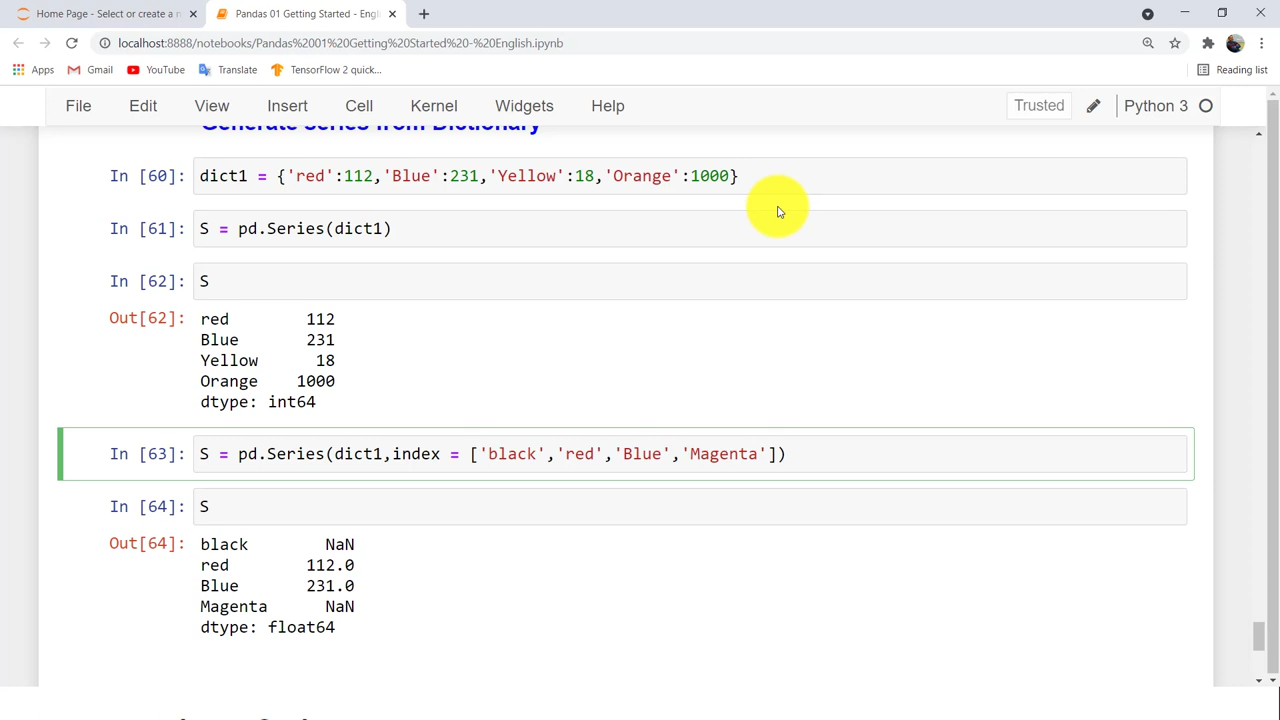 Home Page - Select or create a n
Pandas 01 Getting Started - Engl
localhost:8888/notebooks/Pandas%2001%20Getting%20Started%20-%20English.ipynb
Apps Gmail YouTube Translate TensorFlow 2 quick... Reading list
File Edit View Insert Cell Kernel Widgets Help Trusted Python 3
Generate series from Dictionary
In [60]: dict1 = {'red':112,'Blue':231,'Yellow':18,'Orange':1000}
In [61]: S = pd.Series(dict1)
In [62]: S
Out[62]: red 112
Blue 231
Yellow 18
Orange 1000
dtype: int64
In [63]: S = pd.Series(dict1,index = ['black','red','Blue','Magenta'])
In [64]: S
Out[64]: black NaN
red 112.0
Blue 231.0
Magenta NaN
dtype: float64